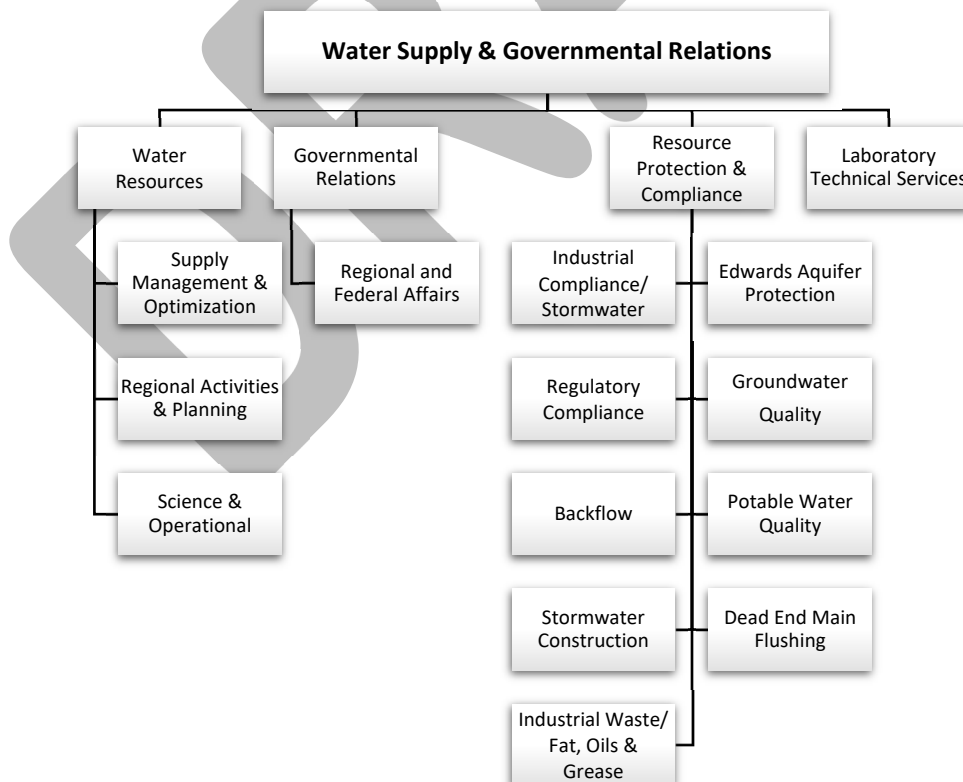 Water Supply & Governmental Relations
Water
Resources
Governmental
Relations
Resource
Protection &
Compliance
Laboratory
Technical Services
Supply
Management &
Optimization
Regional and
Federal Affairs
Industrial
Compliance/
Stormwater
Edwards Aquifer
Protection
Regional Activities
& Planning
Regulatory
Compliance
Groundwater
Quality
Science &
Operational
Backflow
Potable Water
Quality
Stormwater
Construction
Dead End Main
Flushing
Industrial Waste/
Fat, Oils &
Grease